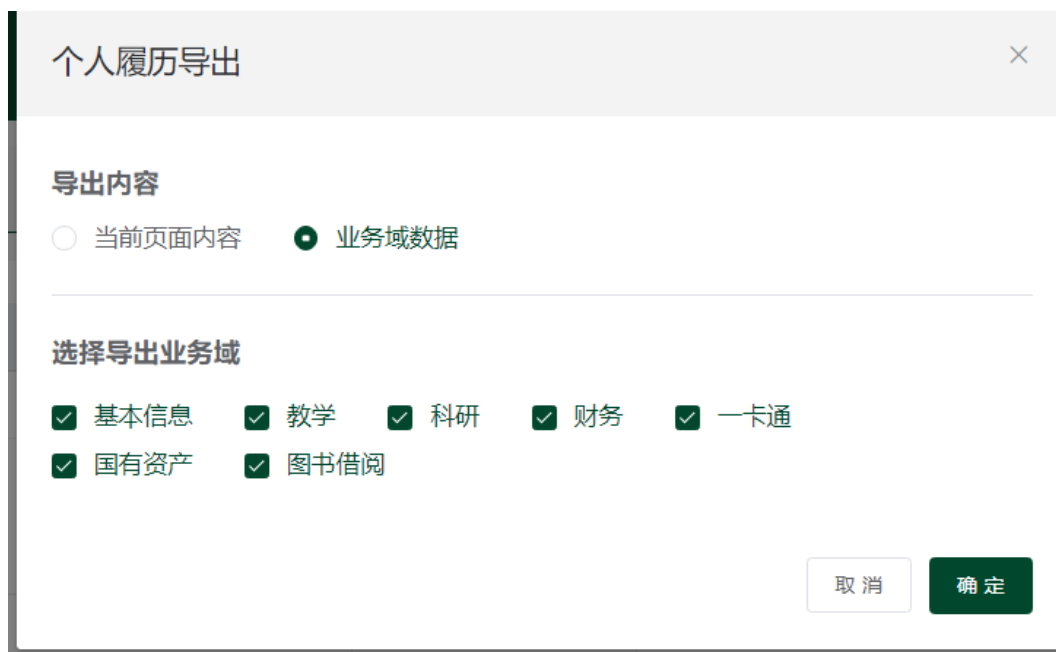 个人履历导出
导出内容
当前页面内容 业务域数据
选择导出业务域
基本信息 教学 科研 财务 一卡通
国有资产 图书借阅
取消 确定